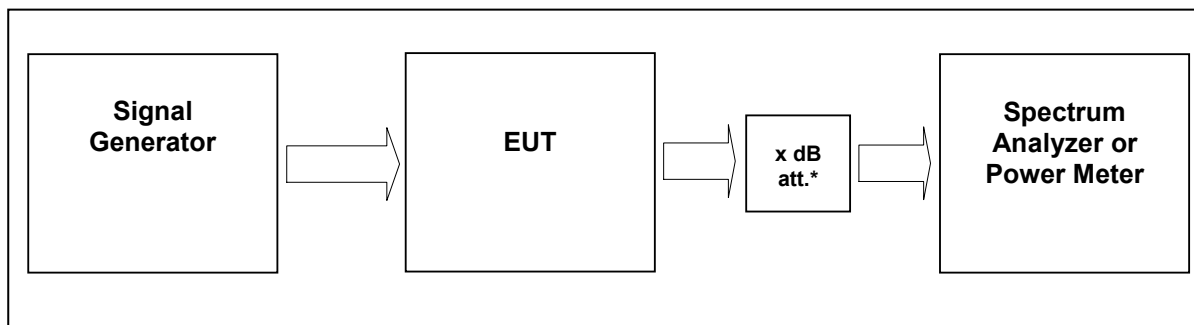 Signal
Generator
EUT
x dB
att.*
Spectrum
Analyzer or
Power Meter